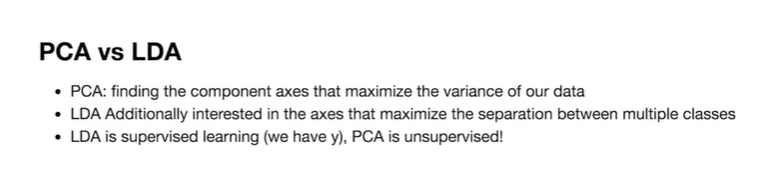 PCA vs LDA
• PCA: finding the component axes that maximize the variance of our data
• LDA Additionally interested in the axes that maximize the separation between multiple classes
• LDA is supervised learning (we have y), PCA is unsupervised!